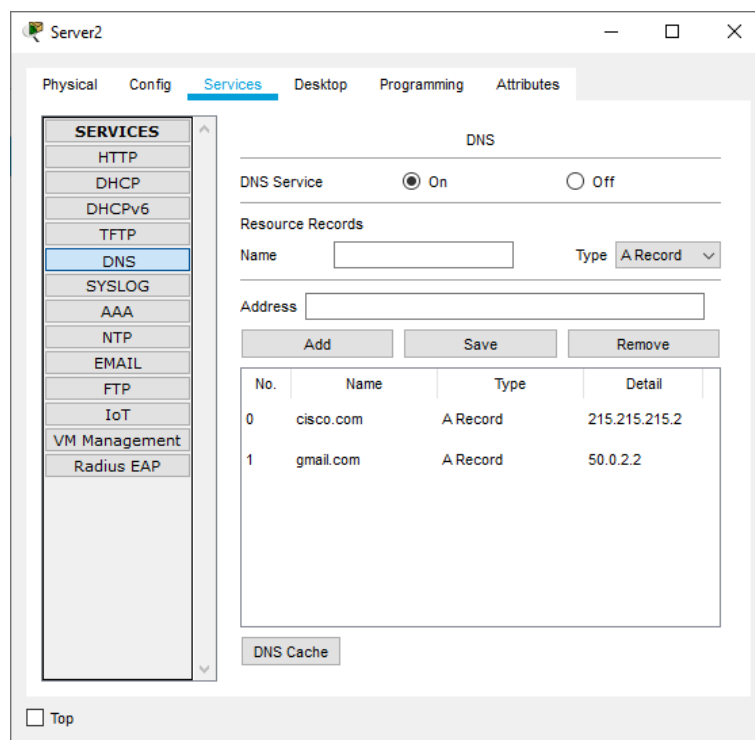 Server2
Physical Config Services Desktop Programming Attributes
SERVICES
HTTP
DHCP
DHCPv6
TFTP
DNS
SYSLOG
AAA
NTP
EMAIL
FTP
IoT
VM Management
Radius EAP
DNS
DNS Service On Off
Resource Records
Name Type A Record
Address
Add Save Remove
No. Name Type Detail
0 cisco.com A Record 215.215.215.2
1 gmail.com A Record 50.0.2.2
DNS Cache
Top